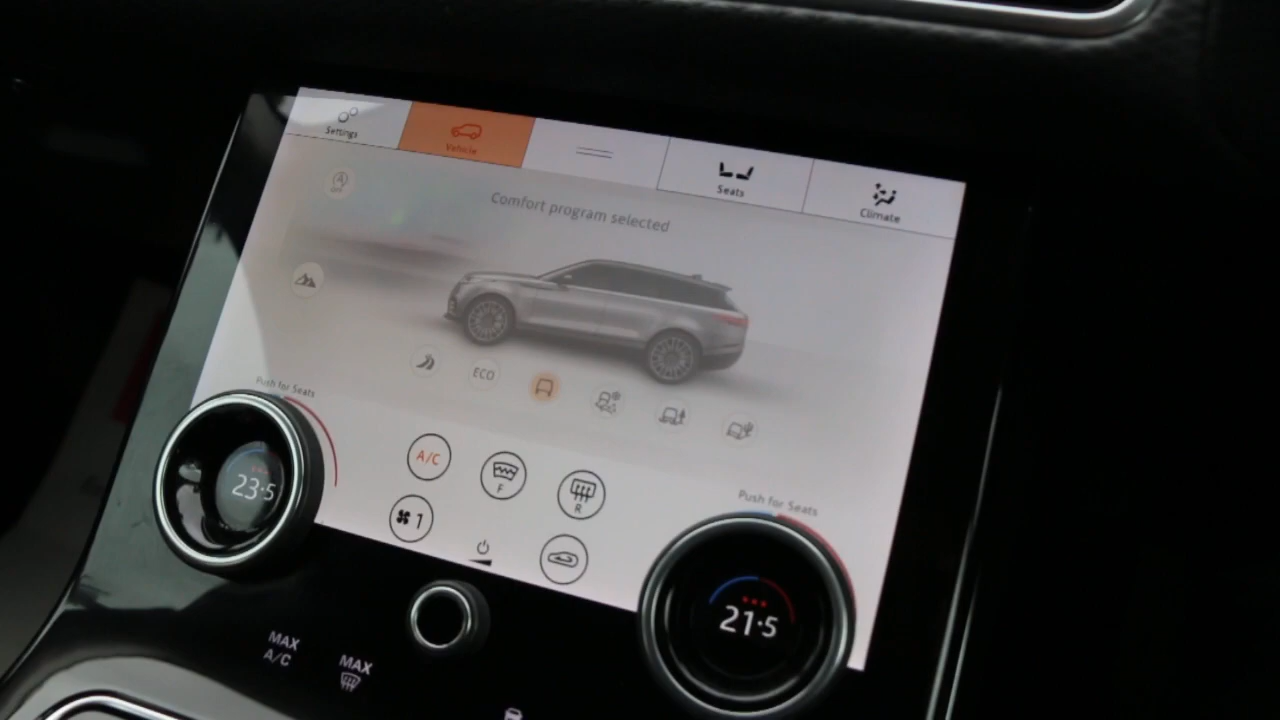 Settings
Vehicle
Seats
Climate
OFF
Comfort program selected
ECO
Push for Seats
23.5
A/C
F
R
1
Push for Seats
21.5
MAX
A/C
MAX